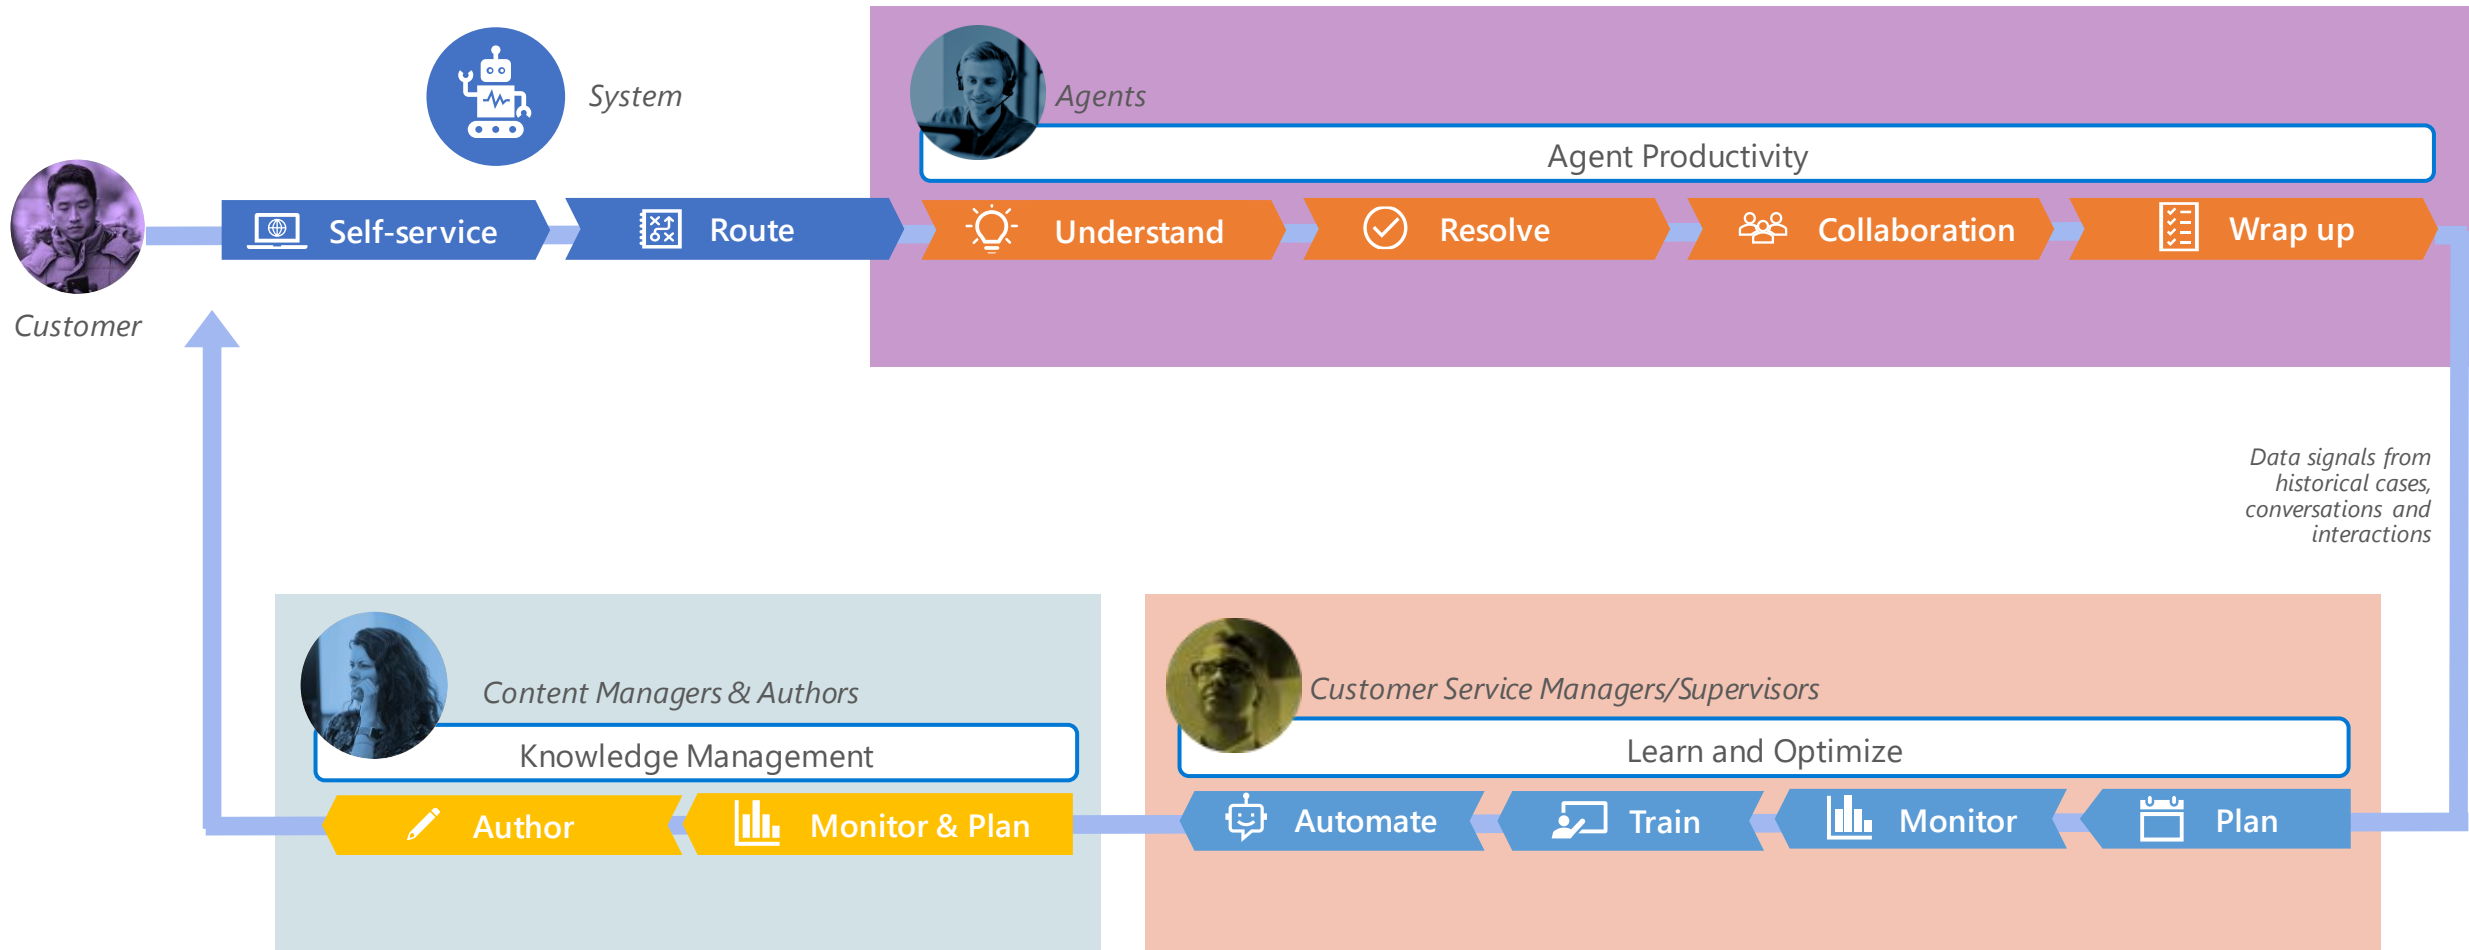 System
Agents
Agent Productivity
Customer
Self-service
Route
Understand
Resolve
Collaboration
Wrap up
Data signals from
historical cases,
conversations and
interactions
Content Managers & Authors
Knowledge Management
Author
Monitor & Plan
Customer Service Managers/Supervisors
Learn and Optimize
Automate
Train
Monitor
Plan